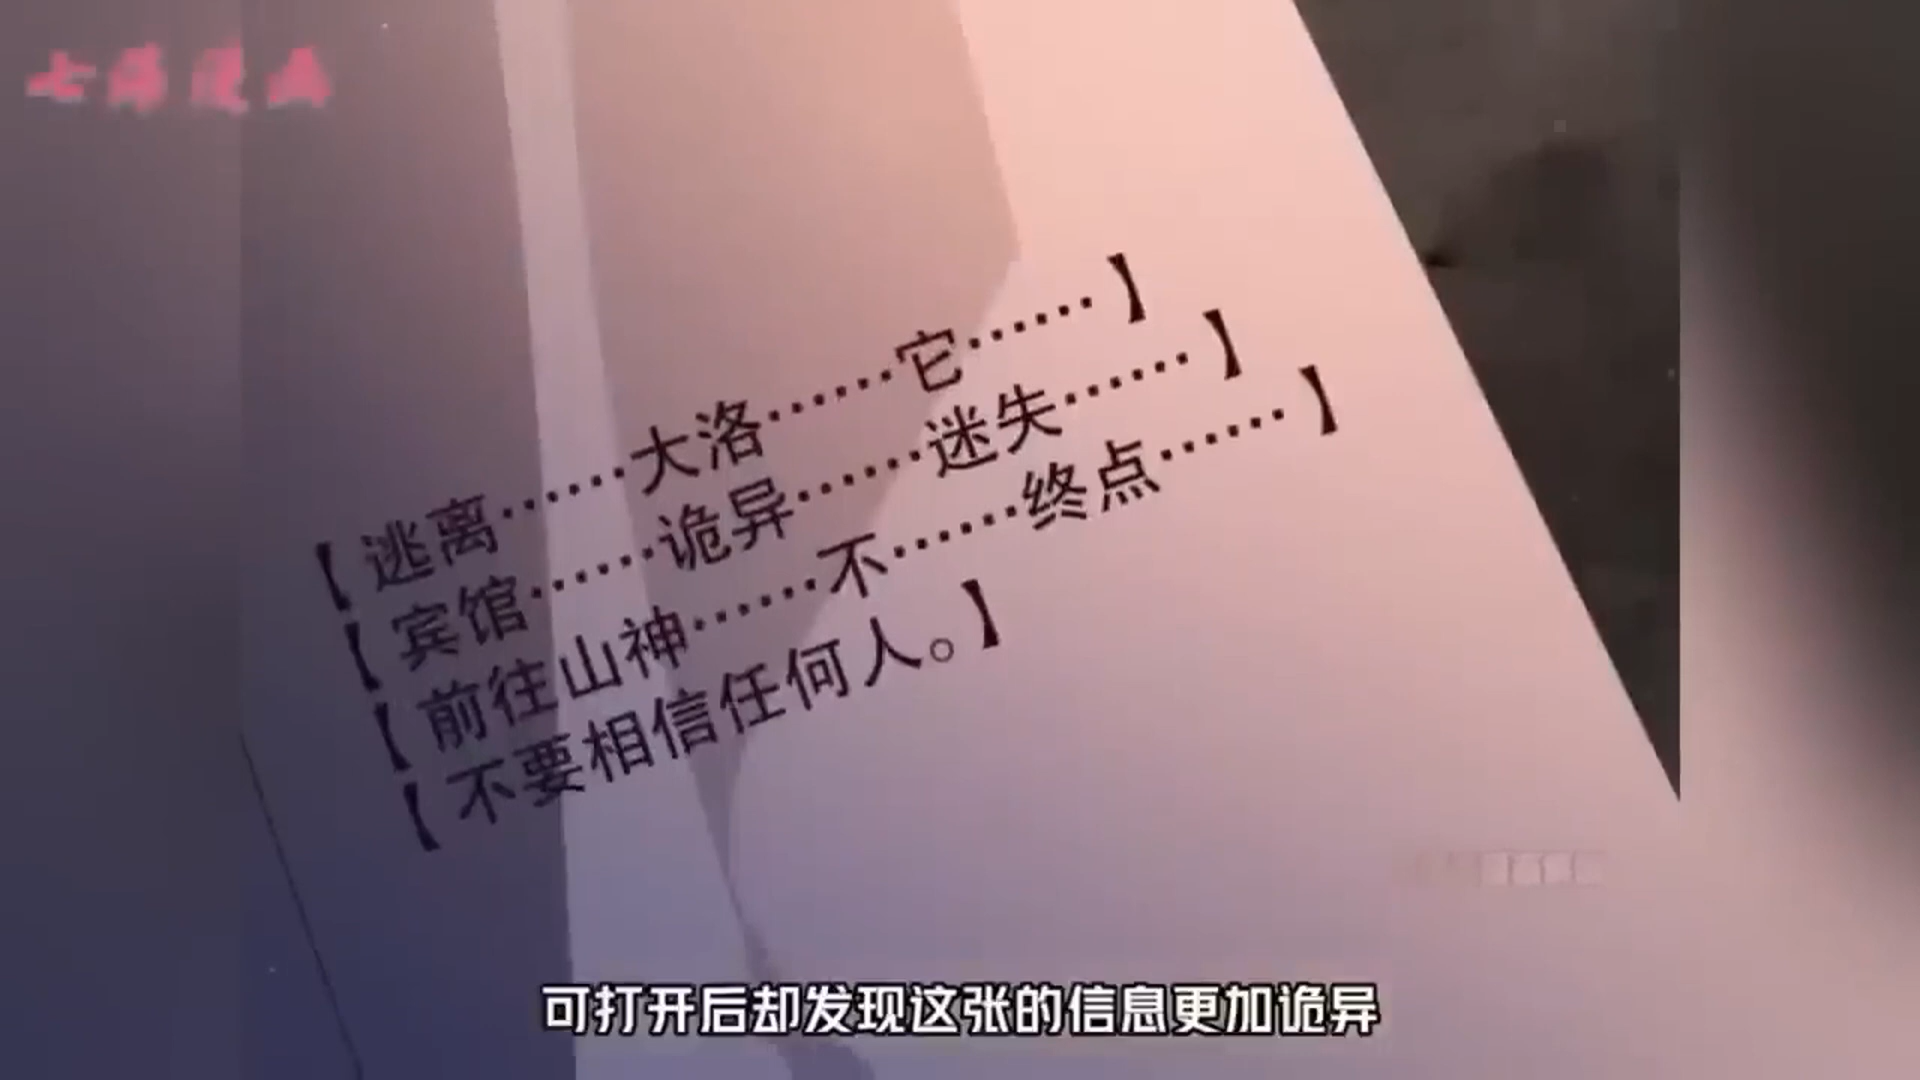 【逃离……大洛……它……】
【宾馆……诡异……迷失……】
【前往山神……不……终点……】
【不要相信任何人。】
可打开后却发现这张的信息更加诡异